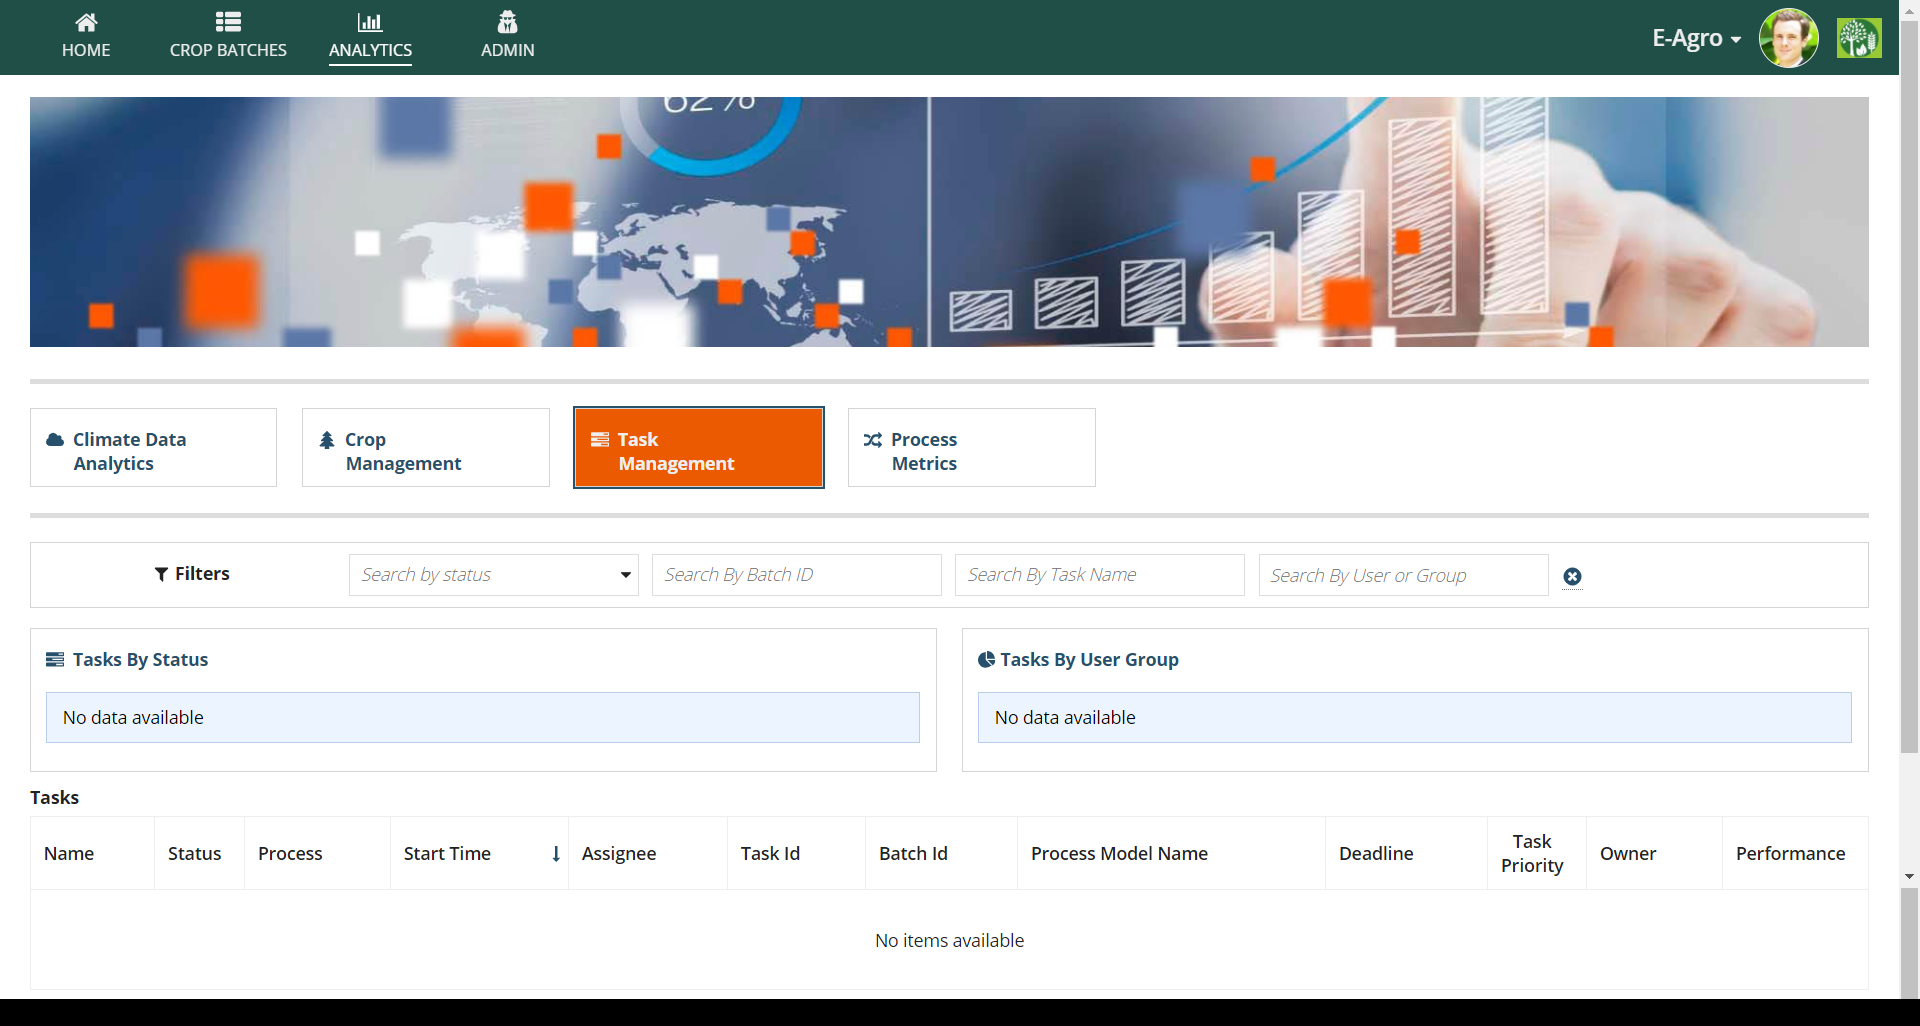 HOME
CROP BATCHES
ANALYTICS
ADMIN
E-Agro
62%
Climate Data
Analytics
Crop
Management
Task
Management
Process
Metrics
Filters
Search by status
Search By Batch ID
Search By Task Name
Search By User or Group
Tasks By Status
No data available
Tasks By User Group
No data available
Tasks
Name
Status
Process
Start Time
Assignee
Task Id
Batch Id
Process Model Name
Deadline
Task
Priority
Owner
Performance
No items available